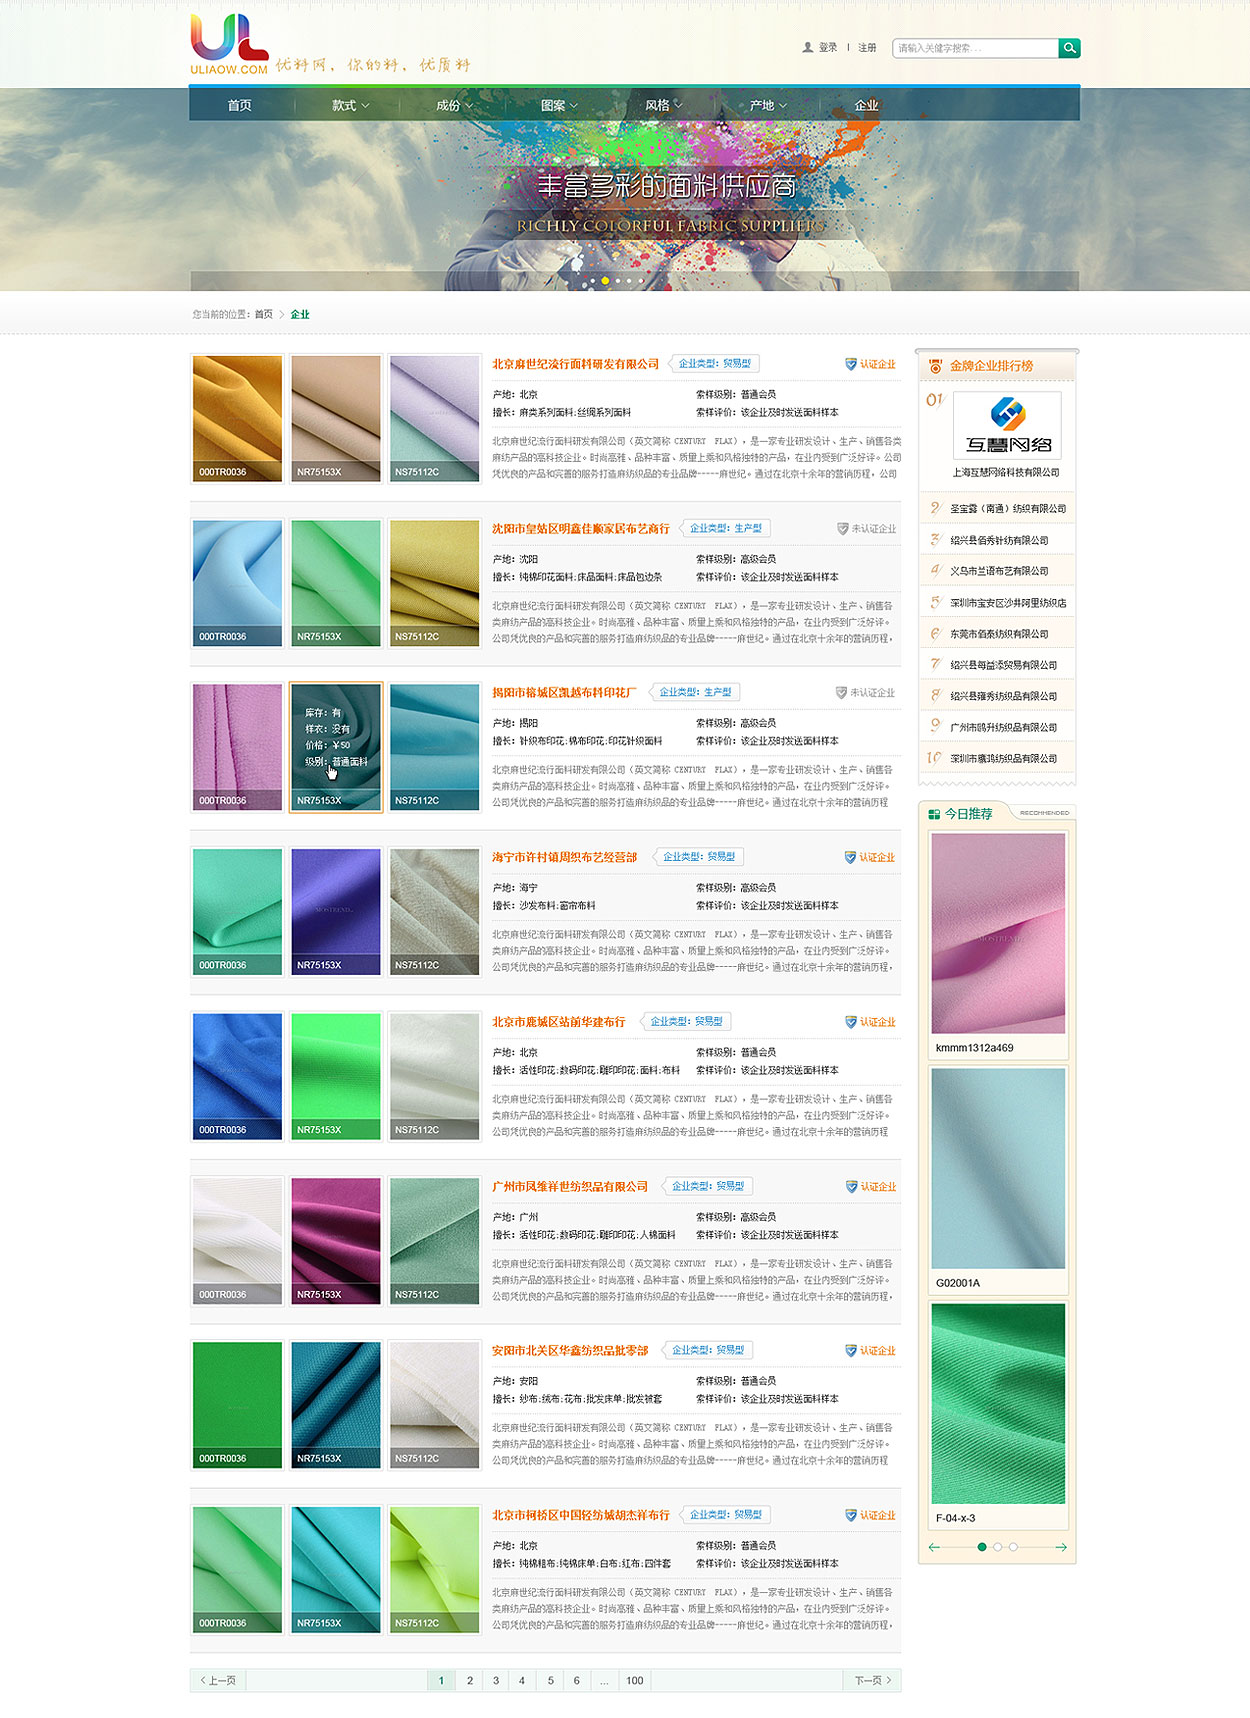 UL
ULIAOW.COM 优料网，你的料，优质料
登录 | 注册
请输入关健字搜索...
首页 款式 成份 图案 风格 产地 企业
丰富多彩的面料供应商
RICHLY COLORFUL FABRIC SUPPLIERS
您当前的位置：首页 > 企业
000TR0036 NR75153X NS75112C
北京麻世纪流行面料研发有限公司 企业类型：贸易型 认证企业
产地：北京 索样级别：普通会员
擅长：麻类系列面料;丝绸系列面料 索样评价：该企业及时发送面料样本
北京麻世纪流行面料研发有限公司（英文简称 CENTURY FLAX），是一家专业研发设计、生产、销售各类
麻纺产品的高科技企业。时尚高雅、品种丰富、质量上乘和风格独特的产品，在业内受到广泛好评。公司
凭优良的产品和完善的服务打造麻纺织品的专业品牌-----麻世纪。通过在北京十余年的营销历程，公司
000TR0036 NR75153X NS75112C
沈阳市皇姑区明鑫佳顺家居布艺商行 企业类型：生产型 未认证企业
产地：沈阳 索样级别：高级会员
擅长：纯棉印花面料;床品面料;床品包边条 索样评价：该企业及时发送面料样本
北京麻世纪流行面料研发有限公司（英文简称 CENTURY FLAX），是一家专业研发设计、生产、销售各
类麻纺产品的高科技企业。时尚高雅、品种丰富、质量上乘和风格独特的产品，在业内受到广泛好评。
公司凭优良的产品和完善的服务打造麻纺织品的专业品牌-----麻世纪。通过在北京十余年的营销历程，
库存：有
样衣：没有
价格：￥50
级别：普通面料
000TR0036 NR75153X NS75112C
揭阳市榕城区凯越布料印花厂 企业类型：生产型 未认证企业
产地：揭阳 索样级别：高级会员
擅长：针织布印花;棉布印花;印花针织面料 索样评价：该企业及时发送面料样本
北京麻世纪流行面料研发有限公司（英文简称 CENTURY FLAX），是一家专业研发设计、生产、销售各
类麻纺产品的高科技企业。时尚高雅、品种丰富、质量上乘和风格独特的产品，在业内受到广泛好评。
公司凭优良的产品和完善的服务打造麻纺织品的专业品牌-----麻世纪。通过在北京十余年的营销历程
000TR0036 NR75153X NS75112C
海宁市许村镇周织布艺经营部 企业类型：贸易型 认证企业
产地：海宁 索样级别：高级会员
擅长：沙发布料;窗帘布料 索样评价：该企业及时发送面料样本
北京麻世纪流行面料研发有限公司（英文简称 CENTURY FLAX），是一家专业研发设计、生产、销售各
类麻纺产品的高科技企业。时尚高雅、品种丰富、质量上乘和风格独特的产品，在业内受到广泛好评。
公司凭优良的产品和完善的服务打造麻纺织品的专业品牌-----麻世纪。通过在北京十余年的营销历程，
000TR0036 NR75153X NS75112C
北京市鹿城区站前华建布行 企业类型：贸易型 认证企业
产地：北京 索样级别：普通会员
擅长：活性印花;数码印花;雕印印花;面料;布料 索样评价：该企业及时发送面料样本
北京麻世纪流行面料研发有限公司（英文简称 CENTURY FLAX），是一家专业研发设计、生产、销售各
类麻纺产品的高科技企业。时尚高雅、品种丰富、质量上乘和风格独特的产品，在业内受到广泛好评。
公司凭优良的产品和完善的服务打造麻纺织品的专业品牌-----麻世纪。通过在北京十余年的营销历程
000TR0036 NR75153X NS75112C
广州市凤维祥世纺织品有限公司 企业类型：贸易型 认证企业
产地：广州 索样级别：高级会员
擅长：活性印花;数码印花;雕印印花;人棉面料 索样评价：该企业及时发送面料样本
北京麻世纪流行面料研发有限公司（英文简称 CENTURY FLAX），是一家专业研发设计、生产、销售各
类麻纺产品的高科技企业。时尚高雅、品种丰富、质量上乘和风格独特的产品，在业内受到广泛好评。
公司凭优良的产品和完善的服务打造麻纺织品的专业品牌-----麻世纪。通过在北京十余年的营销历程，
000TR0036 NR75153X NS75112C
安阳市北关区华鑫纺织品批零部 企业类型：贸易型 认证企业
产地：安阳 索样级别：普通会员
擅长：纱布;绒布;花布;批发床单;批发被套 索样评价：该企业及时发送面料样本
北京麻世纪流行面料研发有限公司（英文简称 CENTURY FLAX），是一家专业研发设计、生产、销售各
类麻纺产品的高科技企业。时尚高雅、品种丰富、质量上乘和风格独特的产品，在业内受到广泛好评。
公司凭优良的产品和完善的服务打造麻纺织品的专业品牌-----麻世纪。通过在北京十余年的营销历程
000TR0036 NR75153X NS75112C
北京市柯桥区中国轻纺城胡杰祥布行 企业类型：贸易型 认证企业
产地：北京 索样级别：普通会员
擅长：纯棉粗布;纯棉床单;白布;红布;四件套 索样评价：该企业及时发送面料样本
北京麻世纪流行面料研发有限公司（英文简称 CENTURY FLAX），是一家专业研发设计、生产、销售各
类麻纺产品的高科技企业。时尚高雅、品种丰富、质量上乘和风格独特的产品，在业内受到广泛好评。
公司凭优良的产品和完善的服务打造麻纺织品的专业品牌-----麻世纪。通过在北京十余年的营销历程，
< 上一页 1 2 3 4 5 6 ... 100 下一页 >
金牌企业排行榜
01 互慧网络
上海互慧网络科技有限公司
2 圣宝露（南通）纺织有限公司
3 绍兴县佰秀针纺有限公司
4 义乌市兰语布艺有限公司
5 深圳市宝安区沙井阿里纺织店
6 东莞市佰泰纺织有限公司
7 绍兴县每益添贸易有限公司
8 绍兴县雍秀纺织品有限公司
9 广州市鸥升纺织品有限公司
10 深圳市鹰鸿纺织品有限公司
今日推荐 RECOMMENDED
MOSTREND
kmmm1312a469
G02001A
F-04-x-3